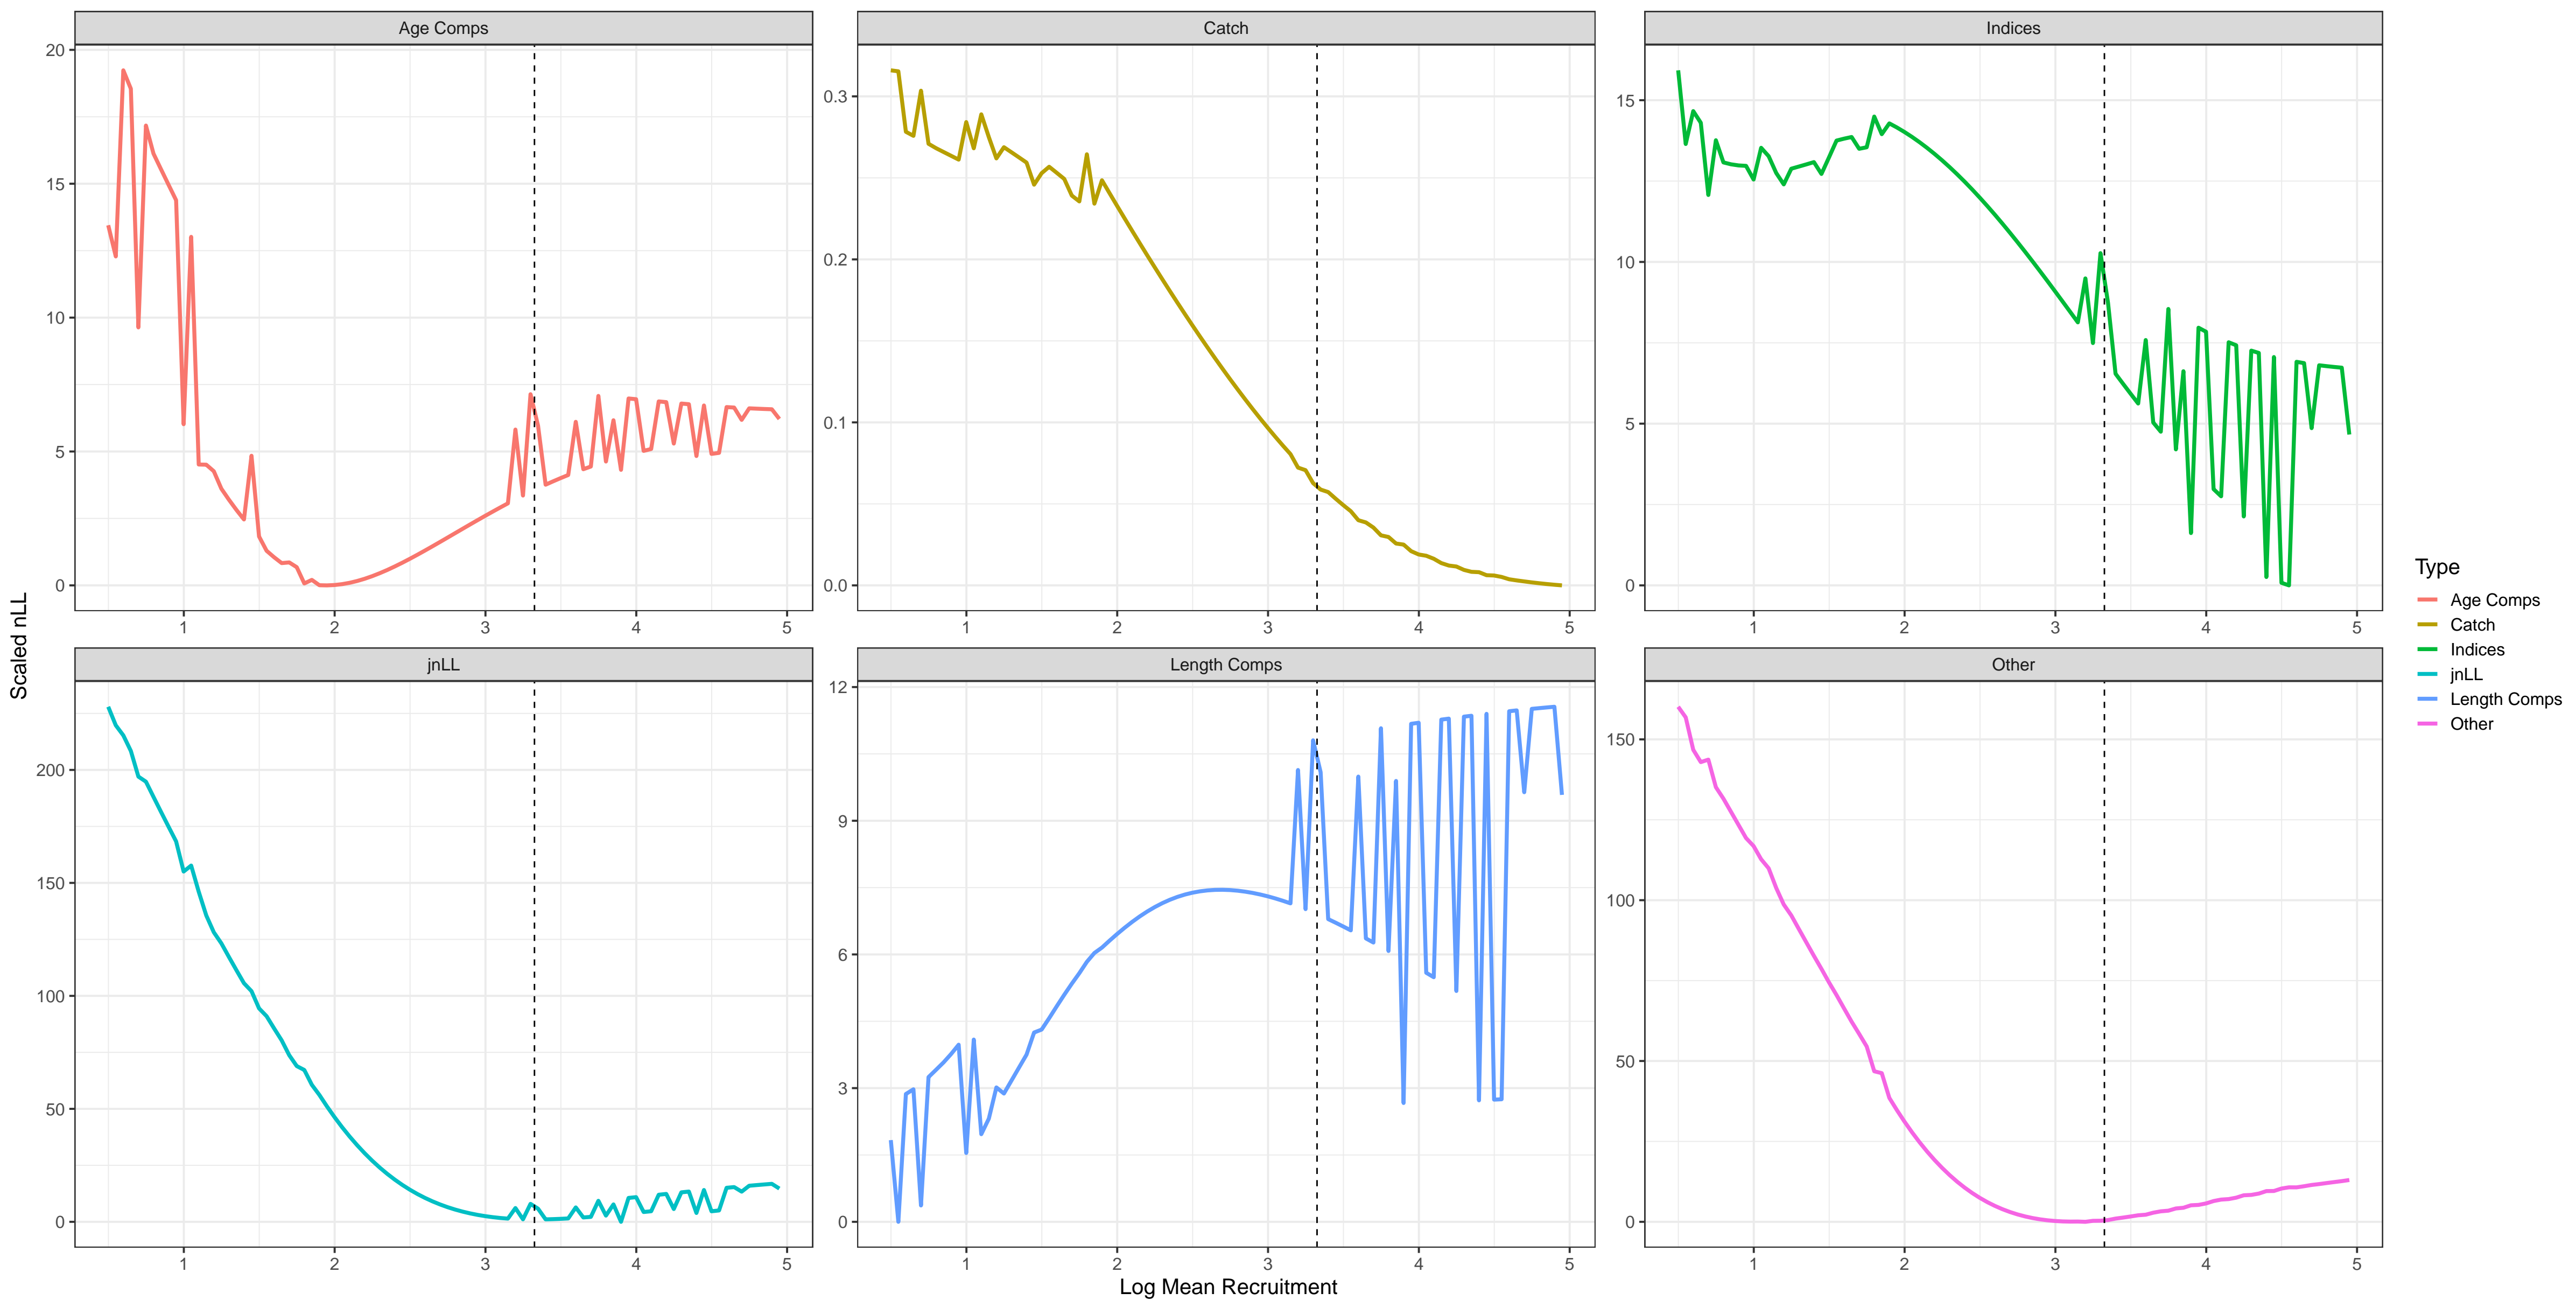 Age Comps
Catch
Indices
20
15
10
5
0
0.3
0.2
0.1
0.0
15
10
5
0
1 2 3 4 5
1 2 3 4 5
1 2 3 4 5
Scaled nLL
jnLL
Length Comps
Other
200
150
100
50
0
12
9
6
3
0
150
100
50
0
1 2 3 4 5
1 2 3 4 5
1 2 3 4 5
Log Mean Recruitment
Type
Age Comps
Catch
Indices
jnLL
Length Comps
Other